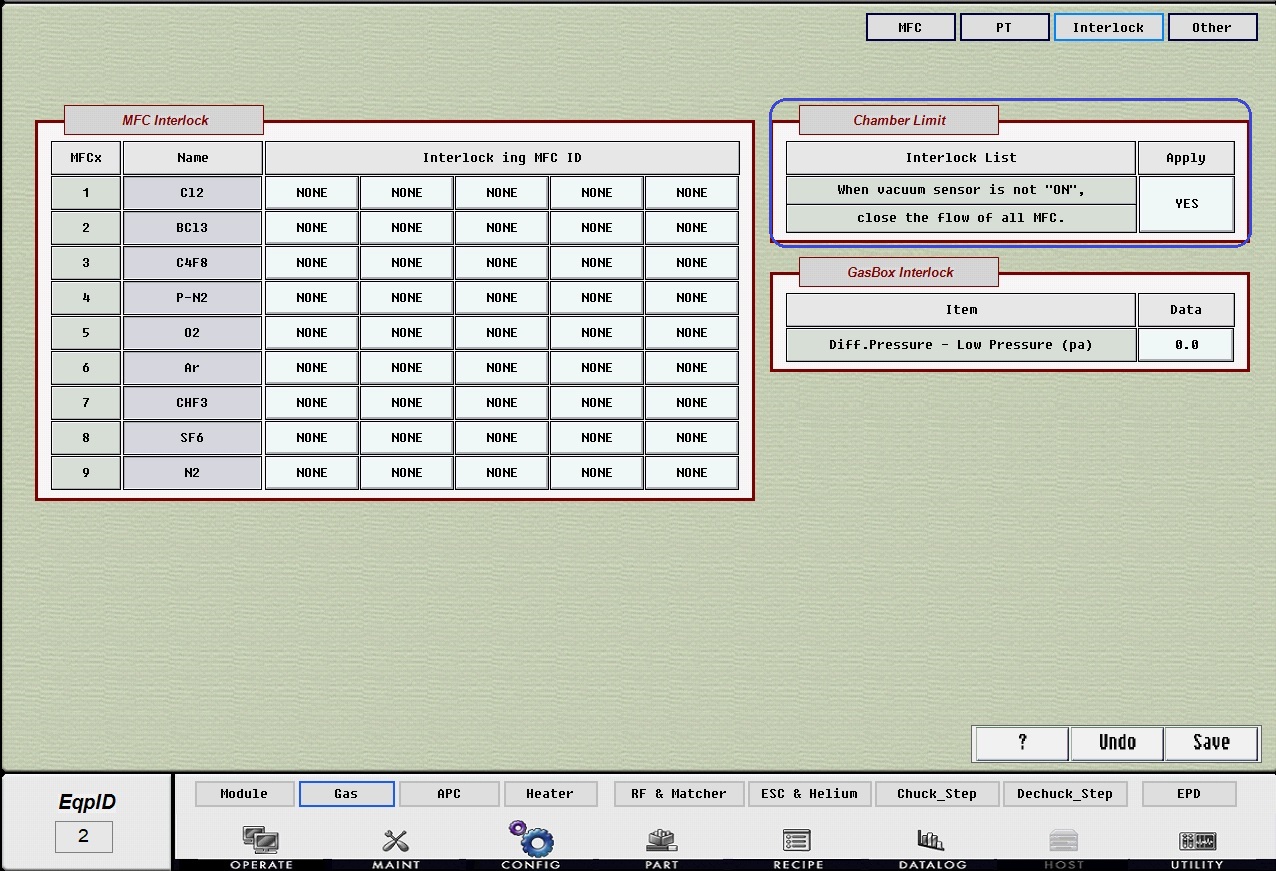 MFC PT Interlock Other
MFC Interlock
MFCx Name Interlock ing MFC ID
1 Cl2 NONE NONE NONE NONE NONE
2 BCl3 NONE NONE NONE NONE NONE
3 C4F8 NONE NONE NONE NONE NONE
4 P-N2 NONE NONE NONE NONE NONE
5 O2 NONE NONE NONE NONE NONE
6 Ar NONE NONE NONE NONE NONE
7 CHF3 NONE NONE NONE NONE NONE
8 SF6 NONE NONE NONE NONE NONE
9 N2 NONE NONE NONE NONE NONE
Chamber Limit
Interlock List Apply
When vacuum sensor is not "ON",
close the flow of all MFC.
YES
GasBox Interlock
Item Data
Diff.Pressure - Low Pressure (pa) 0.0
? Undo Save
EqpID
2
Module Gas APC Heater RF & Matcher ESC & Helium Chuck_Step Dechuck_Step EPD
OPERATE MAINT CONFIG PART RECIPE DATALOG HOST UTILITY